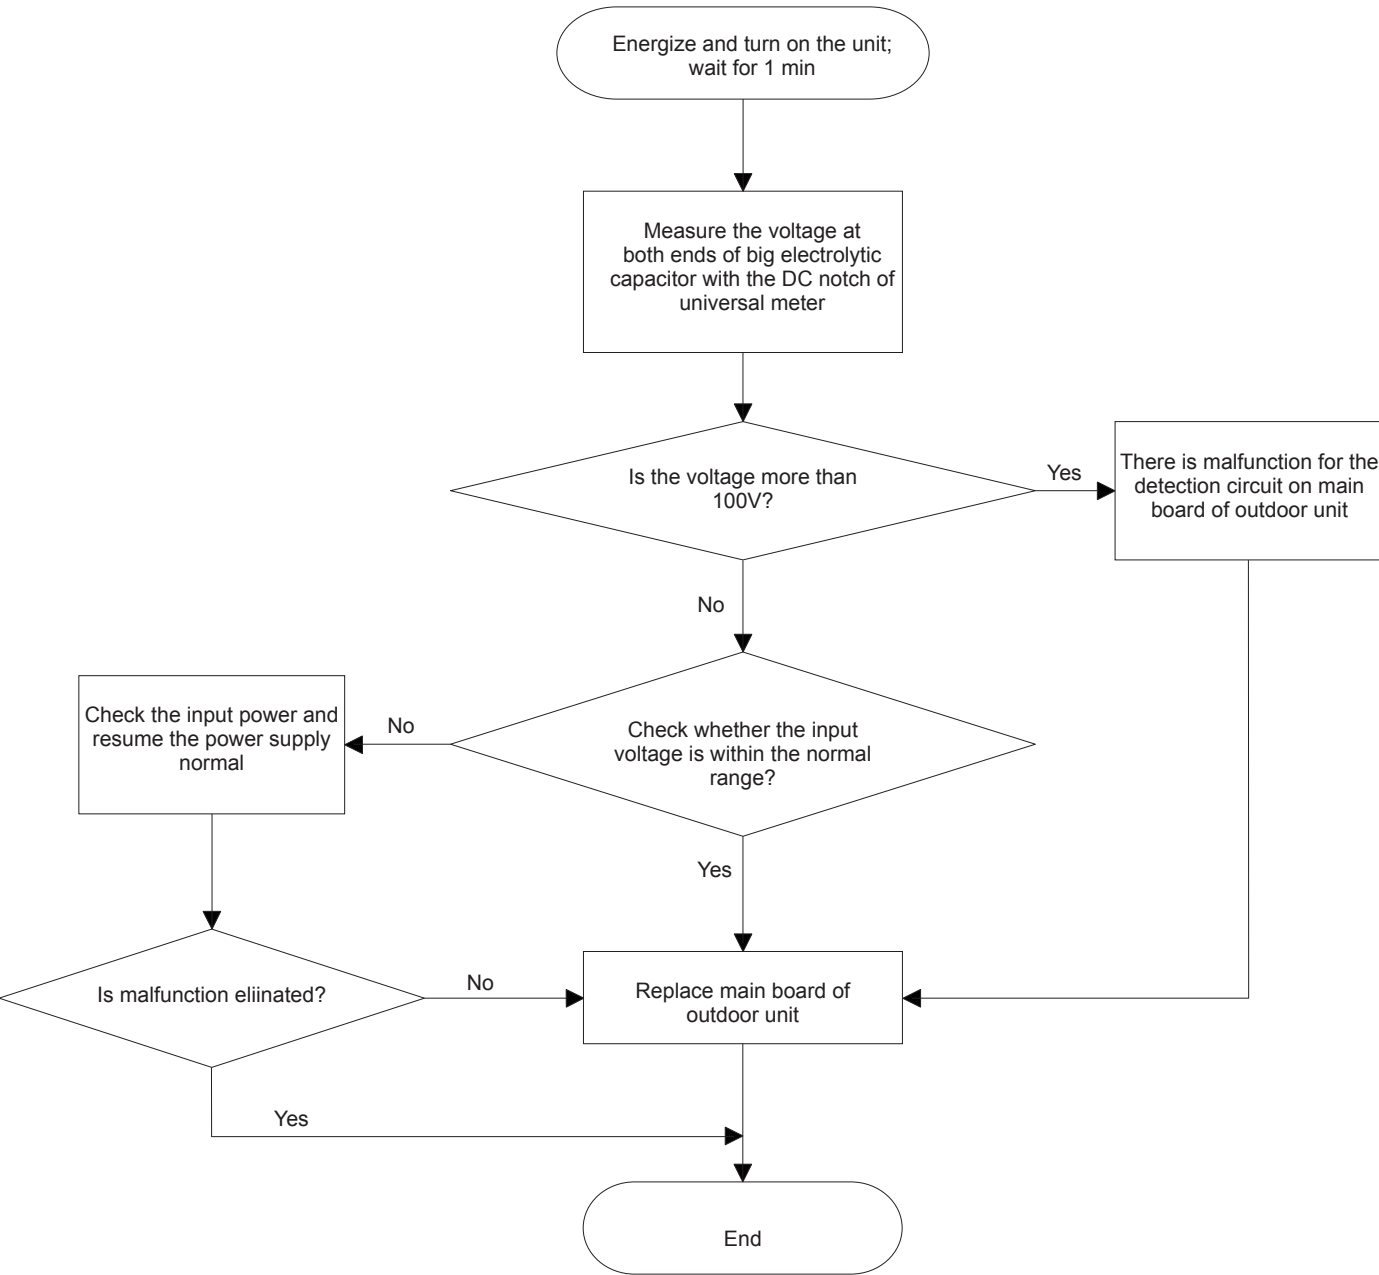 Energize and turn on the unit;
wait for 1 min
Measure the voltage at
both ends of big electrolytic
capacitor with the DC notch of
universal meter
Is the voltage more than
100V?
Yes
There is malfunction for the
detection circuit on main
board of outdoor unit
No
Check the input power and
resume the power supply
normal
No
Check whether the input
voltage is within the normal
range?
Yes
Is malfunction eliinated?
No
Replace main board of
outdoor unit
Yes
End